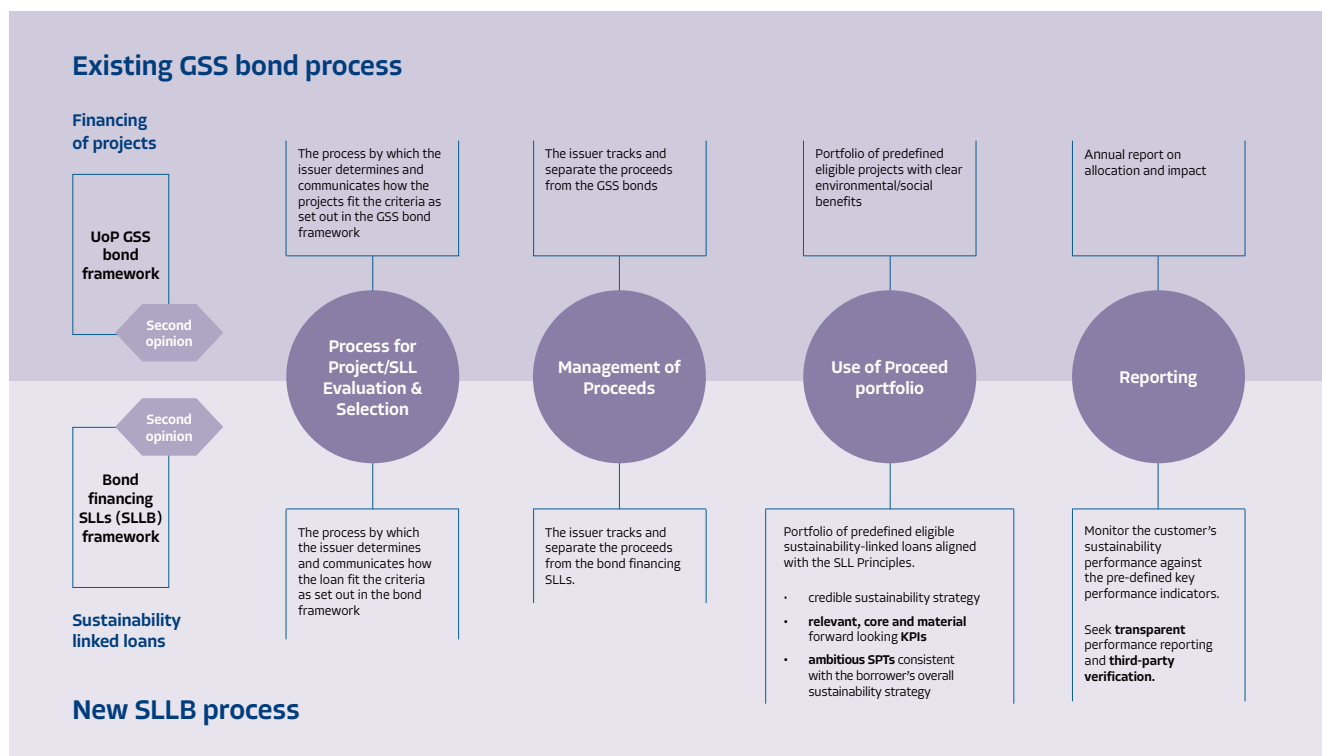 Existing GSS bond process
Financing
of projects
UoP GSS
bond
framework
Second
opinion
The process by which the
issuer determines and
communicates how the
projects fit the criteria as
set out in the GSS bond
framework
The issuer tracks and
separate the proceeds
from the GSS bonds
Portfolio of predefined
eligible projects with clear
environmental/social
benefits
Annual report on
allocation and impact
Process for
Project/SLL
Evaluation &
Selection
Management of
Proceeds
Use of Proceed
portfolio
Reporting
Second
opinion
Bond
financing
SLLs (SLLB)
framework
Sustainability
linked loans
The process by which
the issuer determines
and communicates how
the loan fit the criteria
as set out in the bond
framework
The issuer tracks and
separate the proceeds
from the bond financing
SLLs.
Portfolio of predefined eligible
sustainability-linked loans aligned
with the SLL Principles.
• credible sustainability strategy
• relevant, core and material
forward looking KPIs
• ambitious SPTs consistent
with the borrower's overall
sustainability strategy
Monitor the customer's
sustainability
performance against
the pre-defined key
performance indicators.
Seek transparent
performance reporting
and third-party
verification.
New SLLB process